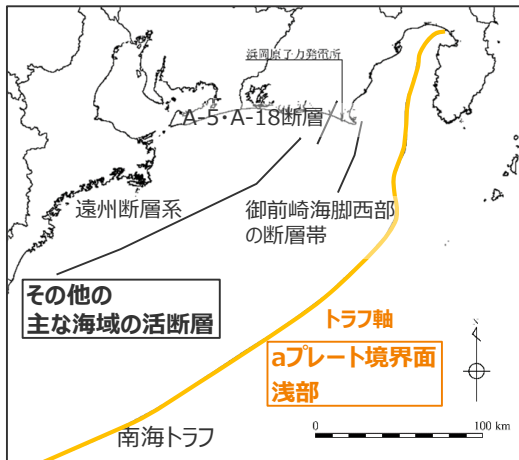 浜岡原子力発電所
A-5・A-18断層
遠州断層系
御前崎海脚西部
の断層帯
その他の
主な海域の活断層
トラフ軸
aプレート境界面
浅部
南海トラフ
S
0
100 km